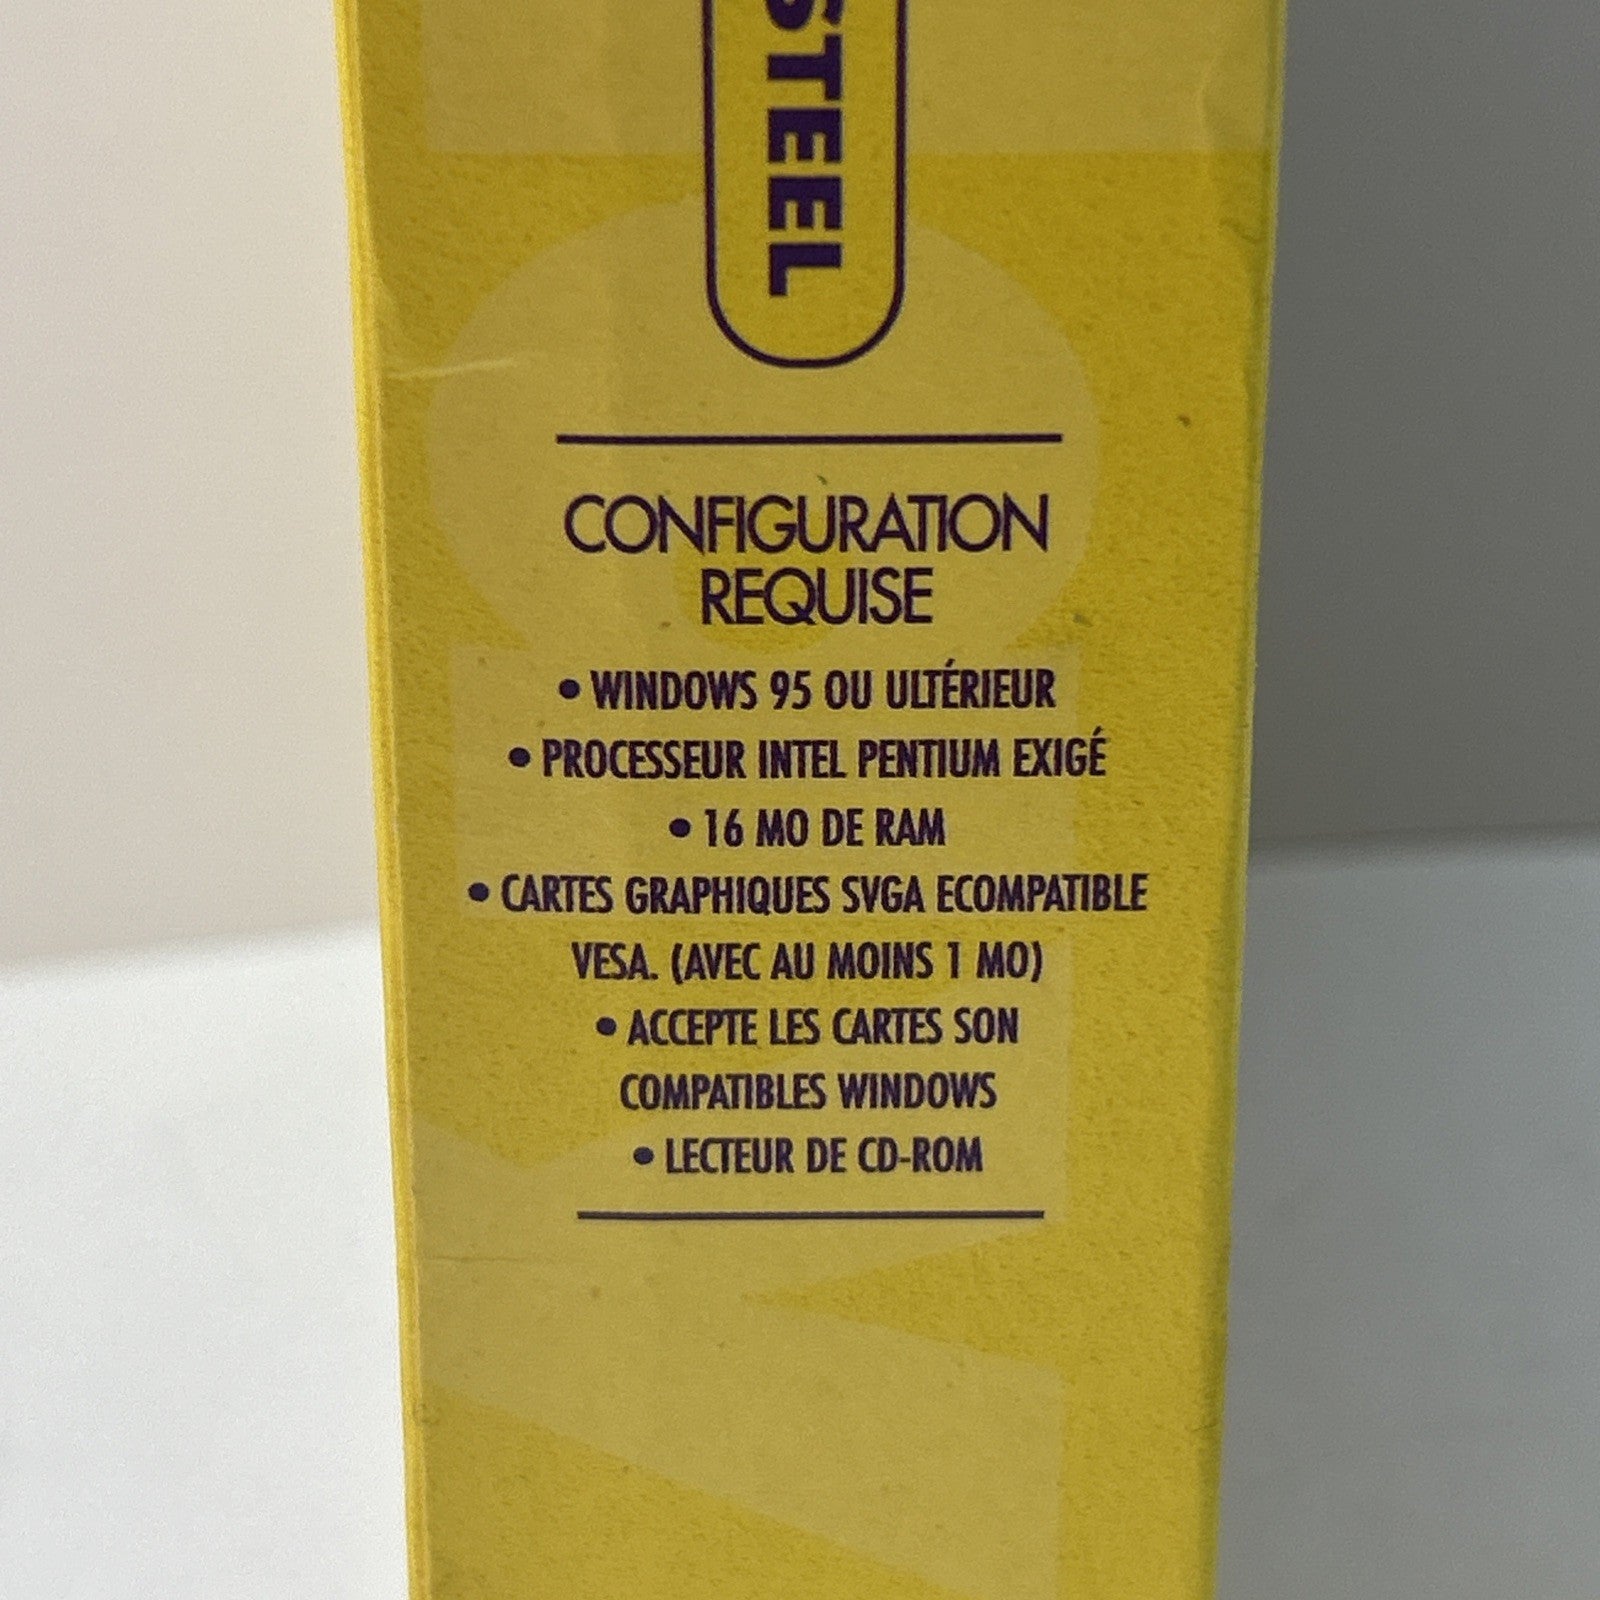 STEEL
CONFIGURATION
REQUISE
• WINDOWS 95 OU ULTÉRIEUR
• PROCESSEUR INTEL PENTIUM EXIGÉ
• 16 MO DE RAM
• CARTES GRAPHIQUES SVGA ECOMPATIBLE
VESA. (AVEC AU MOINS 1 MO)
• ACCEPTE LES CARTES SON
COMPATIBLES WINDOWS
• LECTEUR DE CD-ROM